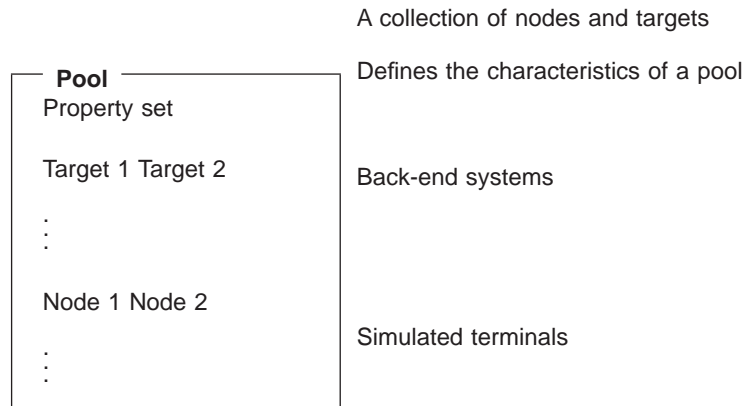 A collection of nodes and targets
Pool
Defines the characteristics of a pool
Property set
Target 1 Target 2
Back-end systems
.
.
.
Node 1 Node 2
Simulated terminals
.
.
.